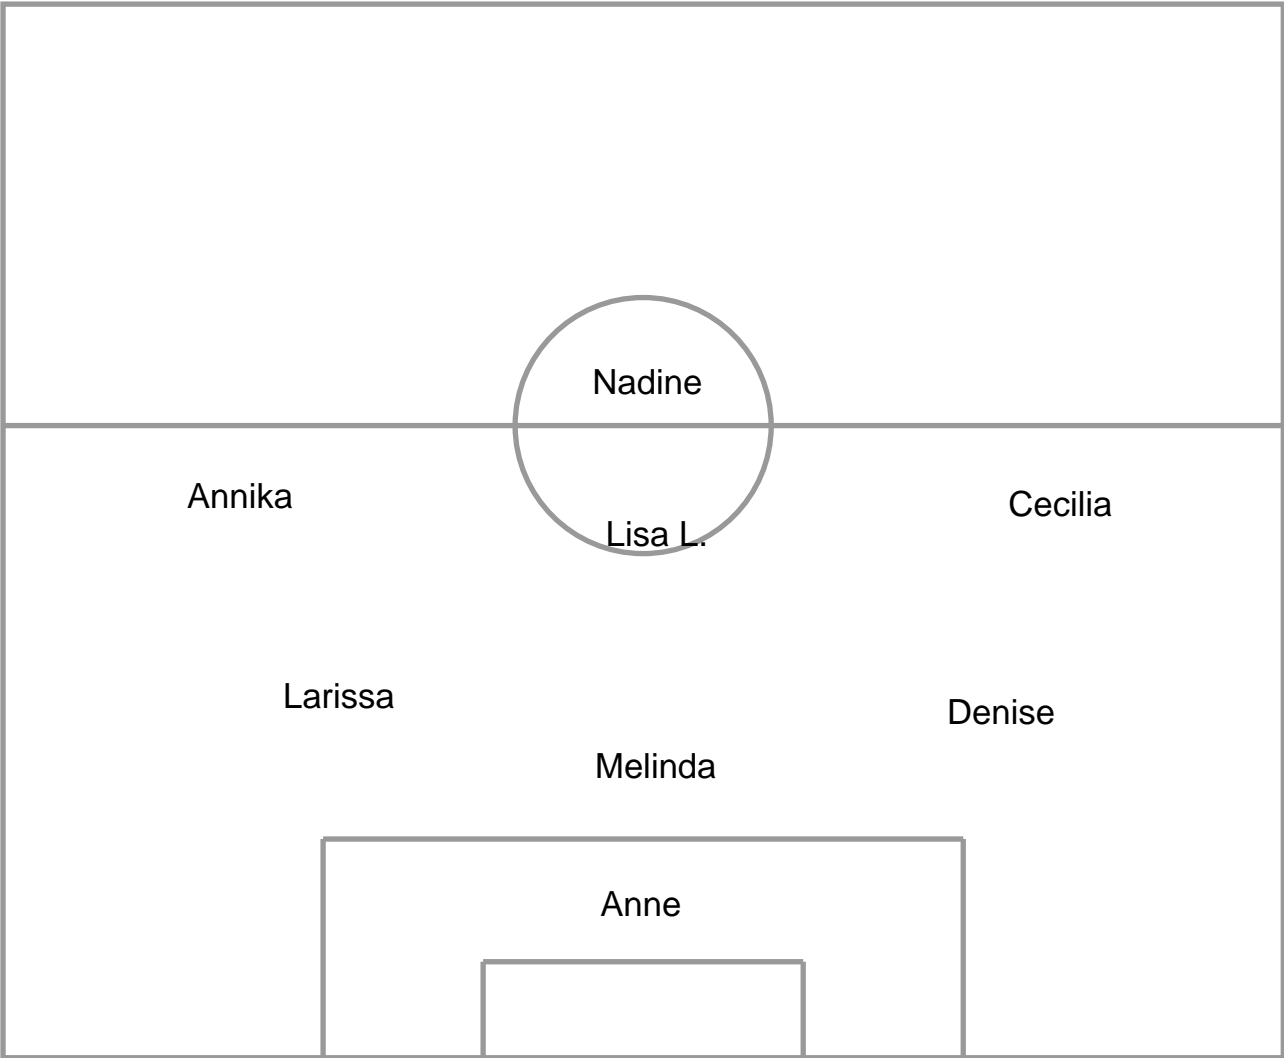 Nadine
Annika
Cecilia
Lisa L.
Larissa
Denise
Melinda
Anne